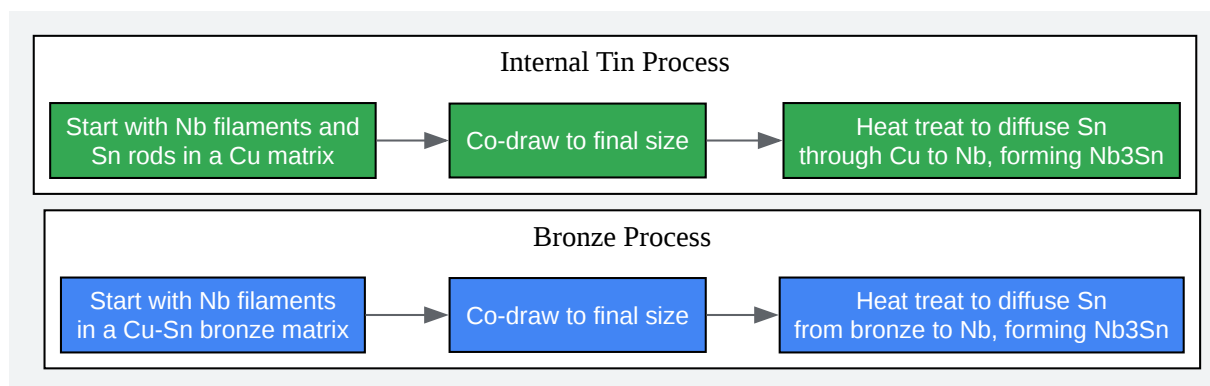 Internal Tin Process
Start with Nb filaments and
Sn rods in a Cu matrix
Co-draw to final size
Heat treat to diffuse Sn
through Cu to Nb, forming Nb3Sn
Bronze Process
Start with Nb filaments
in a Cu-Sn bronze matrix
Co-draw to final size
Heat treat to diffuse Sn
from bronze to Nb, forming Nb3Sn